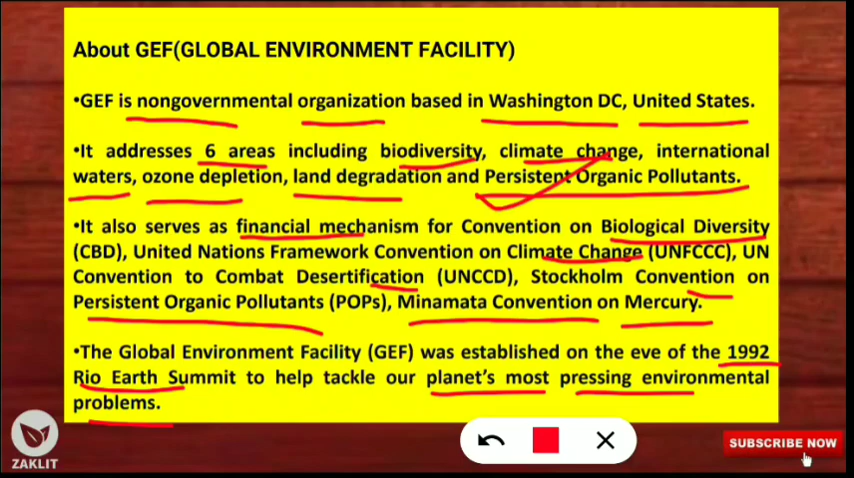 About GEF(GLOBAL ENVIRONMENT FACILITY)
•GEF is nongovernmental organization based in Washington DC, United States.
•It addresses 6 areas including biodiversity, climate change, international
waters, ozone depletion, land degradation and Persistent Organic Pollutants.
•It also serves as financial mechanism for Convention on Biological Diversity
(CBD), United Nations Framework Convention on Climate Change (UNFCCC), UN
Convention to Combat Desertification (UNCCD), Stockholm Convention on
Persistent Organic Pollutants (POPs), Minamata Convention on Mercury.
•The Global Environment Facility (GEF) was established on the eve of the 1992
Rio Earth Summit to help tackle our planet's most pressing environmental
problems.
ZAKLIT
SUBSCRIBE NOW